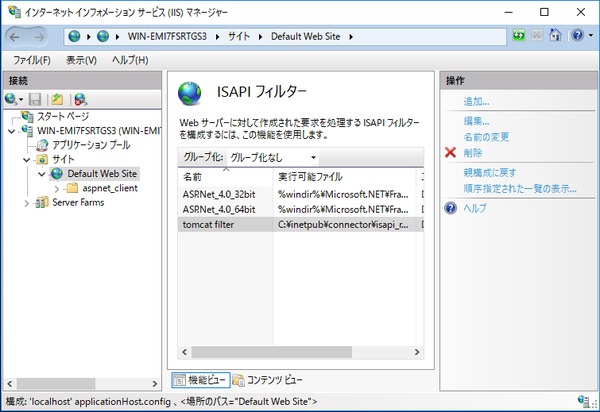 インターネット インフォメーション サービス (IIS) マネージャー
WIN-EMI7FSRTGS3 サイト Default Web Site
ファイル(F) 表示(V) ヘルプ(H)
接続
スタート ページ
WIN-EMI7FSRTGS3 (WIN-EMI
アプリケーション プール
サイト
Default Web Site
aspnet_client
Server Farms
ISAPI フィルター
Web サーバーに対して作成された要求を処理する ISAPI フィルター
を構成するには、この機能を使用します。
グループ化: グループ化なし
名前 実行可能ファイル
ASP.Net_4.0_32bit %windir%¥Microsoft.NET¥Fra...
ASP.Net_4.0_64bit %windir%¥Microsoft.NET¥Fra...
tomcat filter C:¥inetpub¥connector¥isapi_r...
機能ビュー コンテンツ ビュー
操作
追加...
編集...
名前の変更
削除
親構成に戻す
順序指定された一覧の表示...
ヘルプ
構成: 'localhost' applicationHost.config 、<場所のパス="Default Web Site">